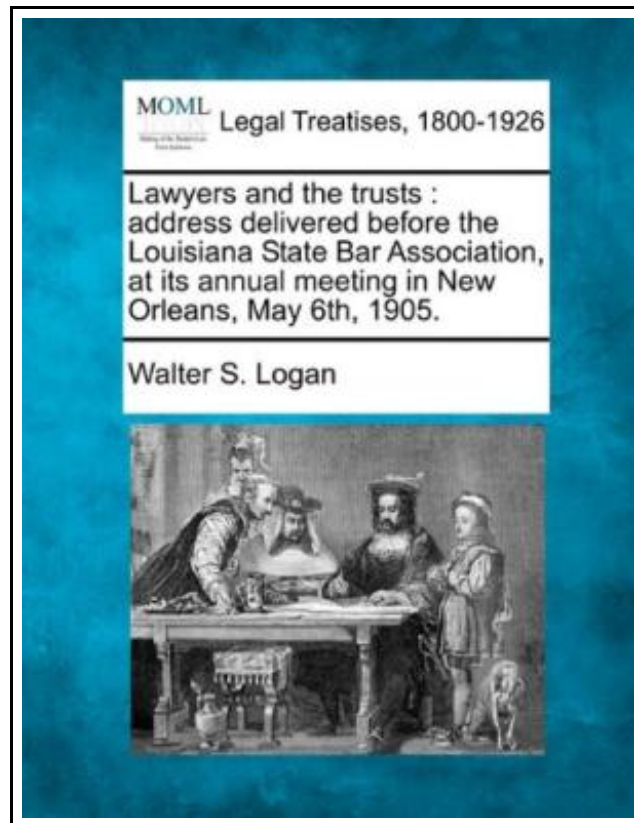 MOML
Legal Treatises, 1800-1926
Lawyers and the trusts :
address delivered before the
Louisiana State Bar Association,
at its annual meeting in New
Orleans, May 6th, 1905.
Walter S. Logan